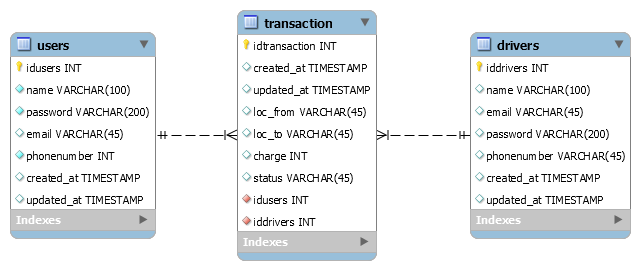 users
idusers INT
name VARCHAR(100)
password VARCHAR(200)
email VARCHAR(45)
phonenumber INT
created_at TIMESTAMP
updated_at TIMESTAMP
Indexes
transaction
idtransaction INT
created_at TIMESTAMP
updated_at TIMESTAMP
loc_from VARCHAR(45)
loc_to VARCHAR(45)
charge INT
status VARCHAR(45)
idusers INT
iddrivers INT
Indexes
drivers
iddrivers INT
name VARCHAR(100)
email VARCHAR(45)
password VARCHAR(200)
phonenumber VARCHAR(45)
created_at TIMESTAMP
updated_at TIMESTAMP
Indexes